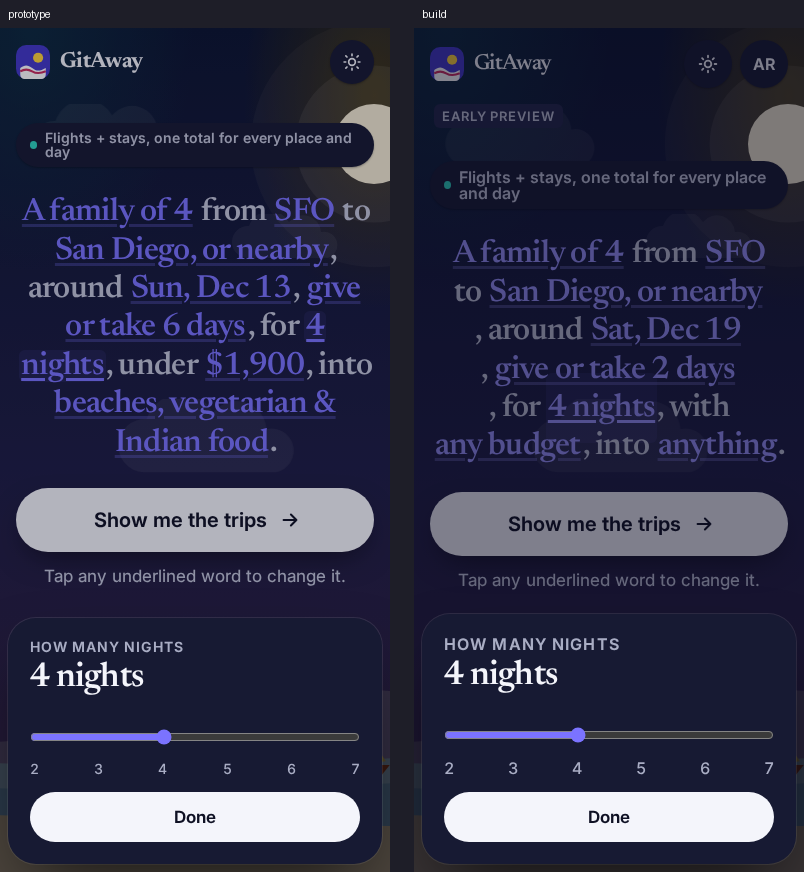 prototype
GitAway
Flights + stays, one total for every place and
day
A family of 4 from SFO to
San Diego, or nearby,
around Sun, Dec 13, give
or take 6 days, for 4
nights, under $1,900, into
beaches, vegetarian &
Indian food.
Show me the trips →
Tap any underlined word to change it.
HOW MANY NIGHTS
4 nights
2 3 4 5 6 7
Done
build
GitAway
AR
EARLY PREVIEW
Flights + stays, one total for every place
and day
A family of 4 from SFO
to San Diego, or nearby
, around Sat, Dec 19
, give or take 2 days
, for 4 nights, with
any budget, into anything.
Show me the trips →
Tap any underlined word to change it.
HOW MANY NIGHTS
4 nights
2 3 4 5 6 7
Done